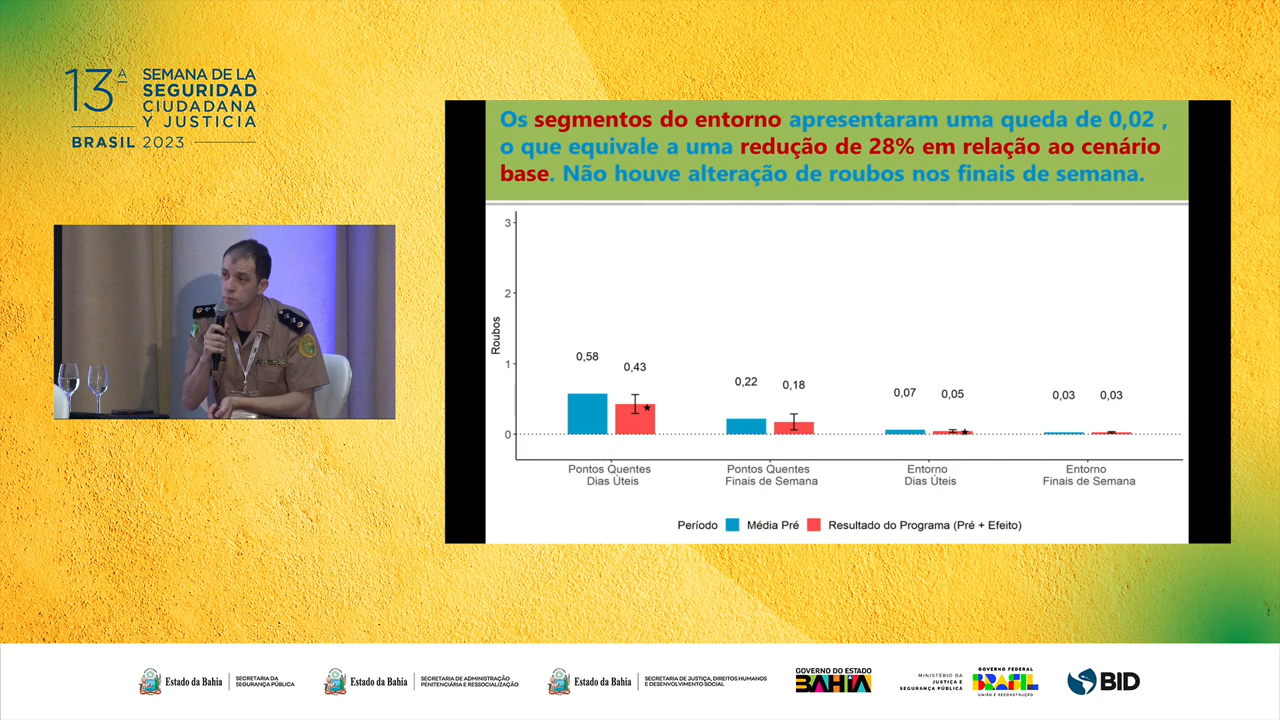 13ª
SEMANA DE LA
SEGURIDAD
CIUDADANA
Y JUSTICIA
BRASIL 2023
Os segmentos do entorno apresentaram uma queda de 0,02 ,
o que equivale a uma redução de 28% em relação ao cenário
base. Não houve alteração de roubos nos finais de semana.
Roubos
3
2
1
0
0,58
0,43
0,22
0,18
0,07
0,05
0,03
0,03
Pontos Quentes
Dias Úteis
Pontos Quentes
Finais de Semana
Entorno
Dias Úteis
Entorno
Finais de Semana
Período Média Pré Resultado do Programa (Pré + Efeito)
Estado da Bahia
SECRETARIA DA
SEGURANÇA PÚBLICA
Estado da Bahia
SECRETARIA DE ADMINISTRAÇÃO
PENITENCIÁRIA E RESSOCIALIZAÇÃO
Estado da Bahia
SECRETARIA DE JUSTIÇA, DIREITOS HUMANOS
E DESENVOLVIMENTO SOCIAL
GOVERNO DO ESTADO
BAHIA
MINISTÉRIO DA
JUSTIÇA E
SEGURANÇA PÚBLICA
GOVERNO FEDERAL
BRASIL
UNIÃO E RECONSTRUÇÃO
BID